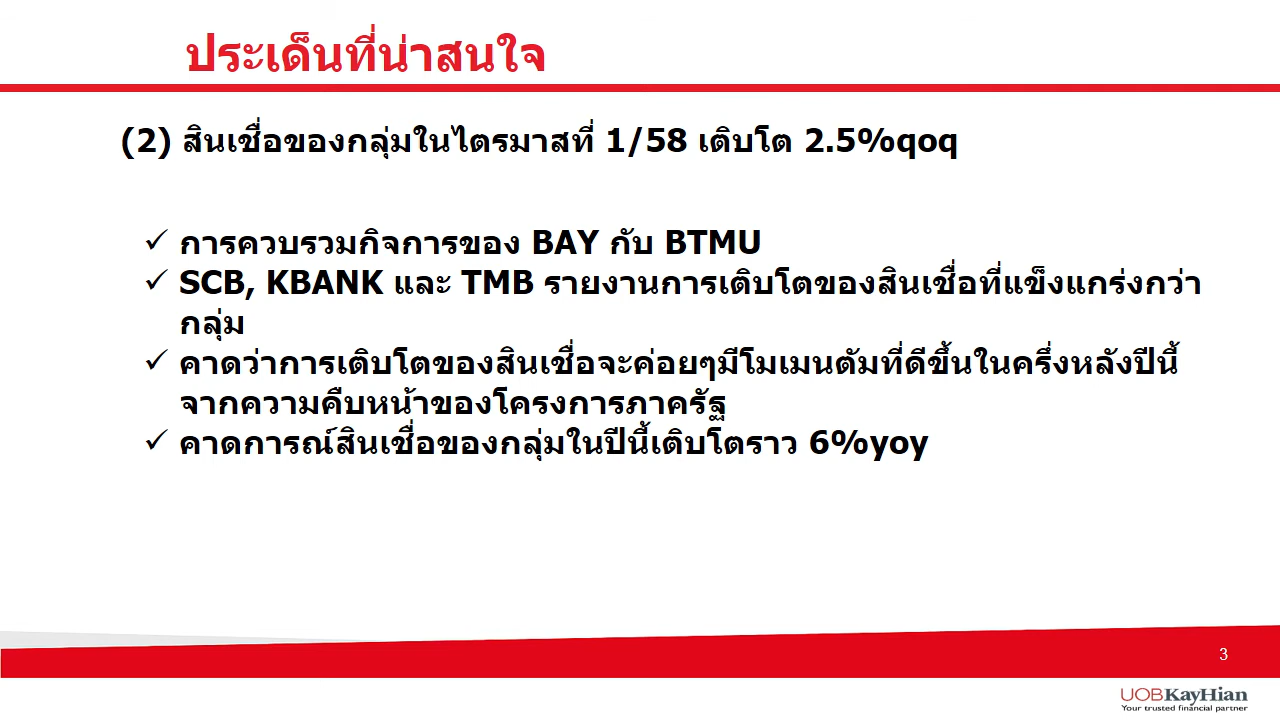 ประเด็นที่น่าสนใจ
(2) สินเชื่อของกลุ่มในไตรมาสที่ 1/58 เติบโต 2.5%qoq
✓ การควบรวมกิจการของ BAY กับ BTMU
✓ SCB, KBANK และ TMB รายงานการเติบโตของสินเชื่อที่แข็งแกร่งกว่า
กลุ่ม
✓ คาดว่าการเติบโตของสินเชื่อจะค่อยๆมีโมเมนตัมที่ดีขึ้นในครึ่งหลังปีนี้
จากความคืบหน้าของโครงการภาครัฐ
✓ คาดการณ์สินเชื่อของกลุ่มในปีนี้เติบโตราว 6%yoy
3
UOBKayHian
Your trusted financial partner